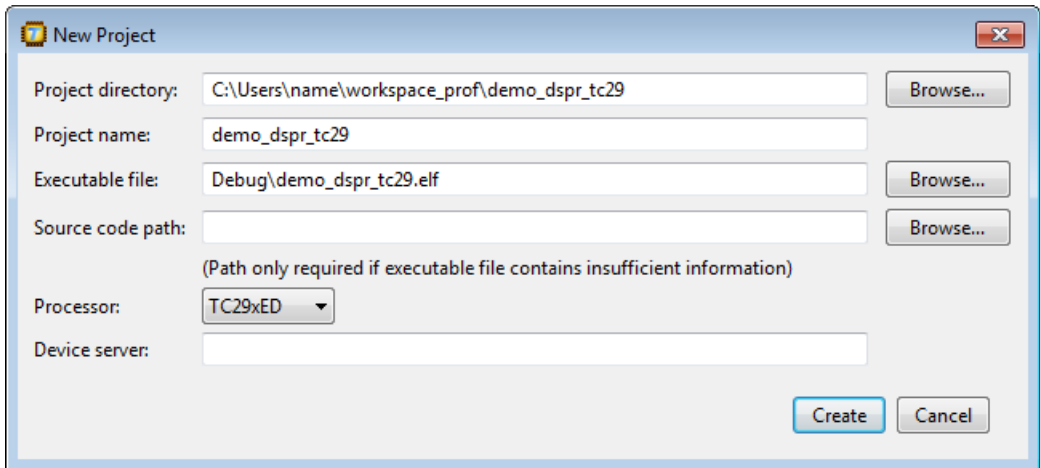 New Project
Project directory: C:\Users\name\workspace_prof\demo_dspr_tc29 Browse...
Project name: demo_dspr_tc29
Executable file: Debug\demo_dspr_tc29.elf Browse...
Source code path: Browse...
(Path only required if executable file contains insufficient information)
Processor: TC29xED
Device server:
Create Cancel